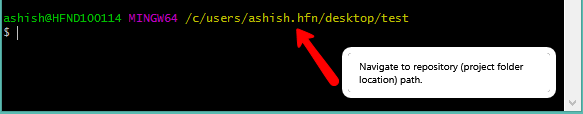 ashish@HFND100114 MINGW64 /c/users/ashish.hfn/desktop/test
$
Navigate to repository (project folder
location) path.